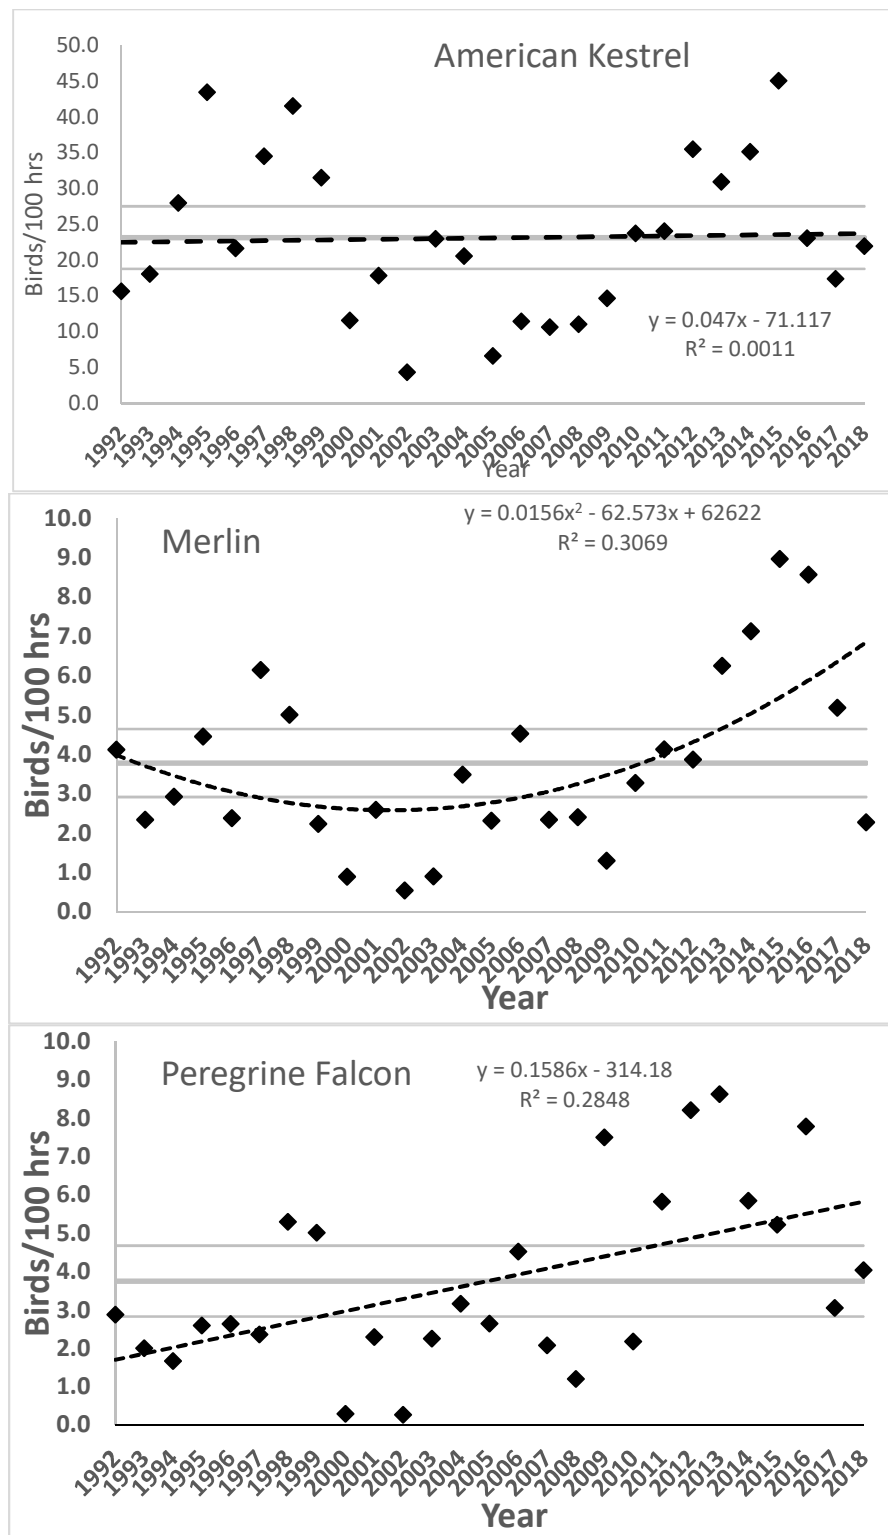 American Kestrel
Birds/100 hrs
50.0
45.0
40.0
35.0
30.0
25.0
20.0
15.0
10.0
5.0
0.0
y = 0.047x - 71.117
R² = 0.0011
1992 1993 1994 1995 1996 1997 1998 1999 2000 2001 2002 2003 2004 2005 2006 2007 2008 2009 2010 2011 2012 2013 2014 2015 2016 2017 2018
Year
Merlin
y = 0.0156x² - 62.573x + 62622
R² = 0.3069
Birds/100 hrs
10.0
9.0
8.0
7.0
6.0
5.0
4.0
3.0
2.0
1.0
0.0
1992 1993 1994 1995 1996 1997 1998 1999 2000 2001 2002 2003 2004 2005 2006 2007 2008 2009 2010 2011 2012 2013 2014 2015 2016 2017 2018
Year
Peregrine Falcon
y = 0.1586x - 314.18
R² = 0.2848
Birds/100 hrs
10.0
9.0
8.0
7.0
6.0
5.0
4.0
3.0
2.0
1.0
0.0
1992 1993 1994 1995 1996 1997 1998 1999 2000 2001 2002 2003 2004 2005 2006 2007 2008 2009 2010 2011 2012 2013 2014 2015 2016 2017 2018
Year